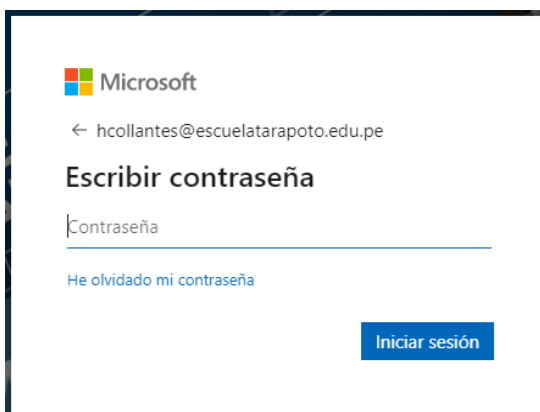 Microsoft
← hcollantes@escuelatarapoto.edu.pe
Escribir contraseña
Contraseña
He olvidado mi contraseña
Iniciar sesión